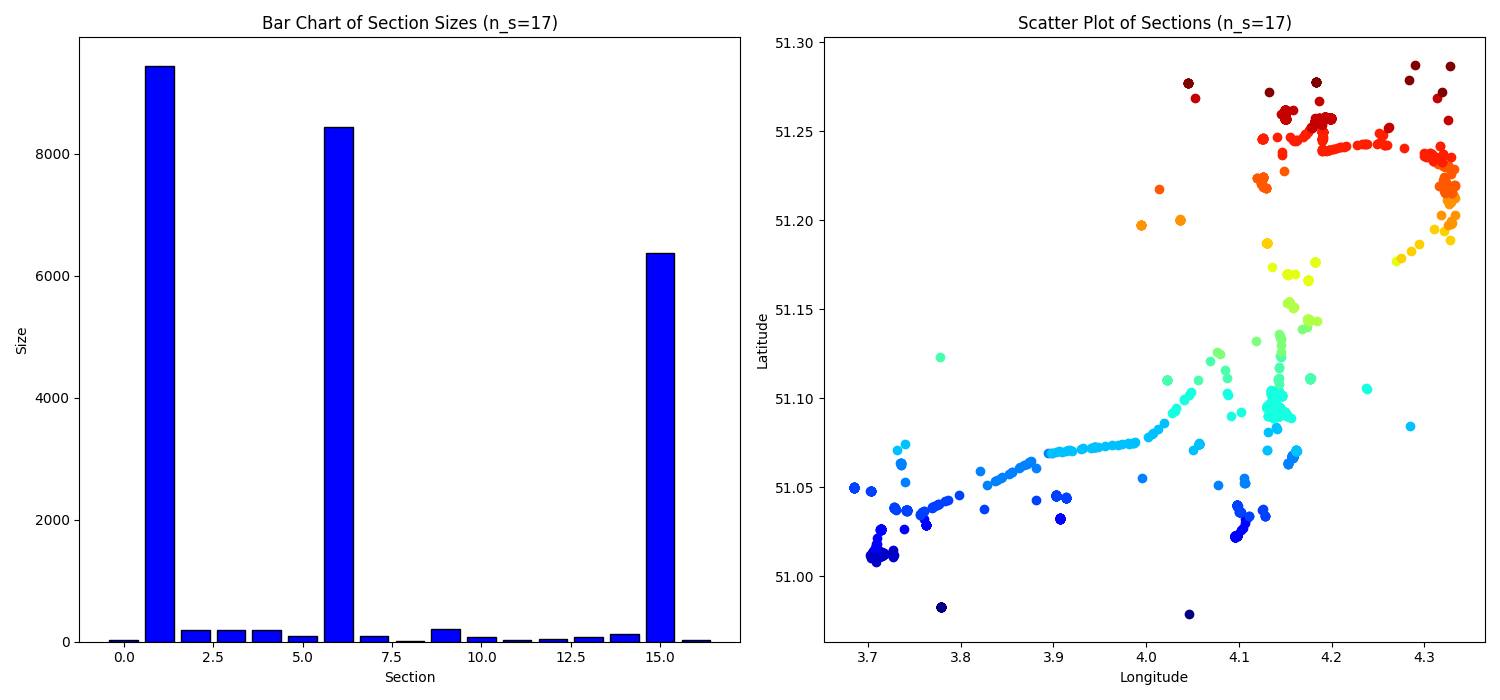 Bar Chart of Section Sizes (n_s=17)
Size
8000
6000
4000
2000
0
0.0 2.5 5.0 7.5 10.0 12.5 15.0
Section
Scatter Plot of Sections (n_s=17)
Latitude
51.30
51.25
51.20
51.15
51.10
51.05
51.00
3.7 3.8 3.9 4.0 4.1 4.2 4.3
Longitude